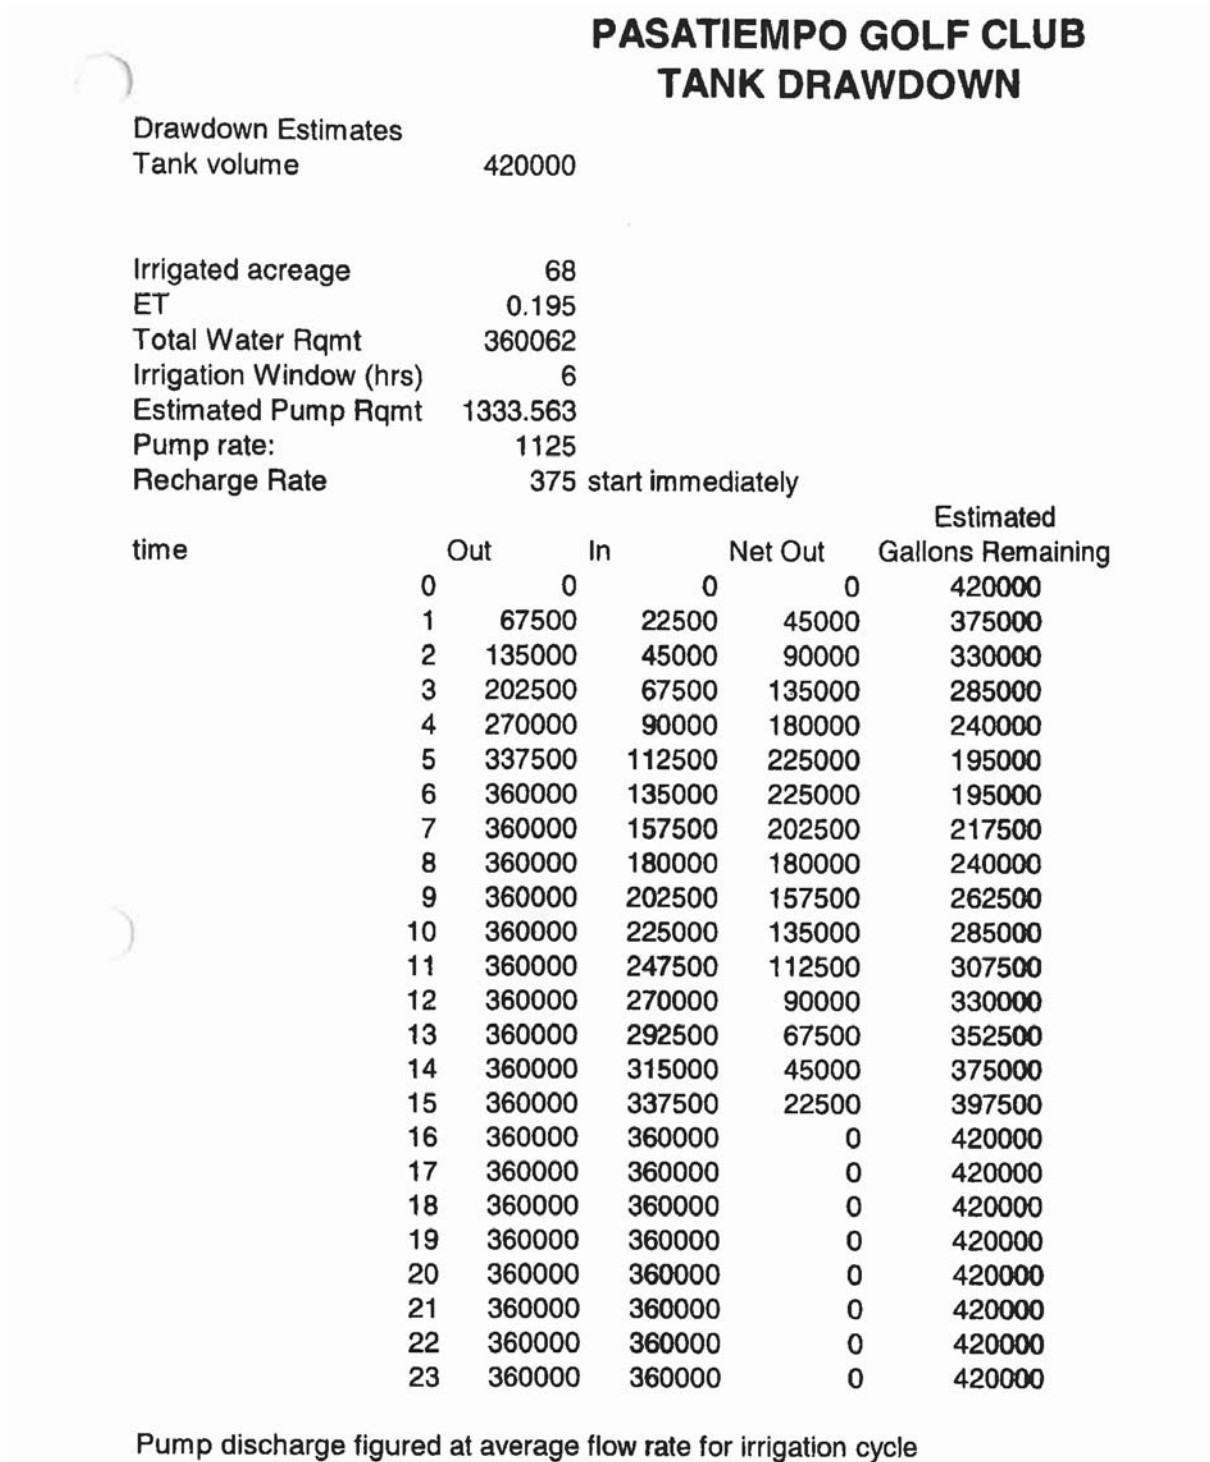 PASATIEMPO GOLF CLUB
TANK DRAWDOWN
Drawdown Estimates
Tank volume 420000
Irrigated acreage 68
ET 0.195
Total Water Rqmt 360062
Irrigation Window (hrs) 6
Estimated Pump Rqmt 1333.563
Pump rate: 1125
Recharge Rate 375 start immediately
Estimated
time Out In Net Out Gallons Remaining
0 0 0 0 420000
1 67500 22500 45000 375000
2 135000 45000 90000 330000
3 202500 67500 135000 285000
4 270000 90000 180000 240000
5 337500 112500 225000 195000
6 360000 135000 225000 195000
7 360000 157500 202500 217500
8 360000 180000 180000 240000
9 360000 202500 157500 262500
10 360000 225000 135000 285000
11 360000 247500 112500 307500
12 360000 270000 90000 330000
13 360000 292500 67500 352500
14 360000 315000 45000 375000
15 360000 337500 22500 397500
16 360000 360000 0 420000
17 360000 360000 0 420000
18 360000 360000 0 420000
19 360000 360000 0 420000
20 360000 360000 0 420000
21 360000 360000 0 420000
22 360000 360000 0 420000
23 360000 360000 0 420000
Pump discharge figured at average flow rate for irrigation cycle